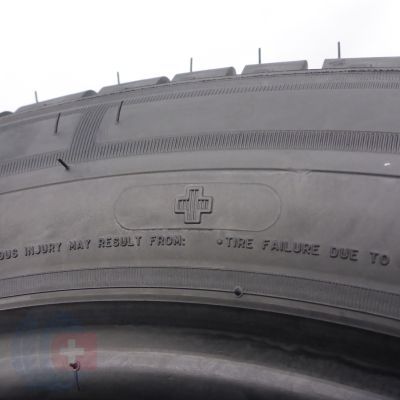 OUS INJURY MAY RESULT FROM: • TIRE FAILURE DUE TO